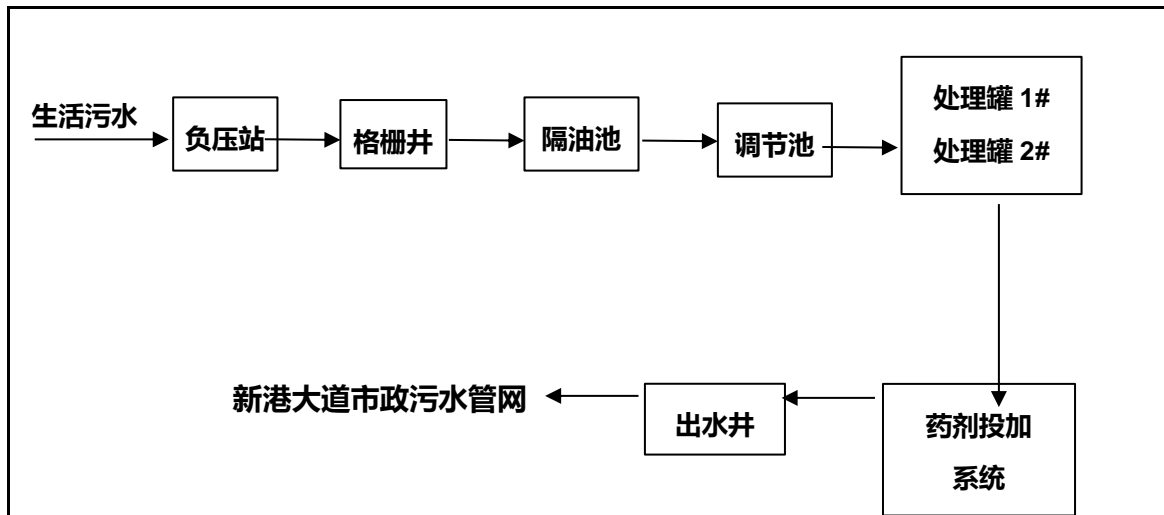 生活污水
负压站
格栅井
隔油池
调节池
处理罐 1#
处理罐 2#
新港大道市政污水管网
出水井
药剂投加
系统